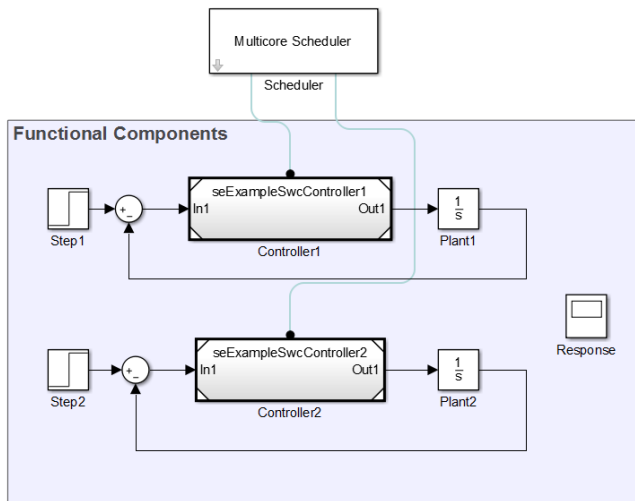 Multicore Scheduler
Scheduler
Functional Components
seExampleSwcController1
In1
Out1
+
−
1
s
Step1
Controller1
Plant1
seExampleSwcController2
In1
Out1
+
−
1
s
Response
Step2
Controller2
Plant2